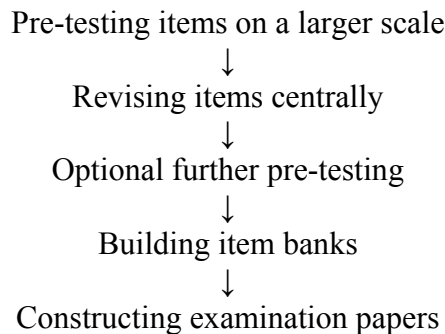 Pre-testing items on a larger scale
↓
Revising items centrally
↓
Optional further pre-testing
↓
Building item banks
↓
Constructing examination papers